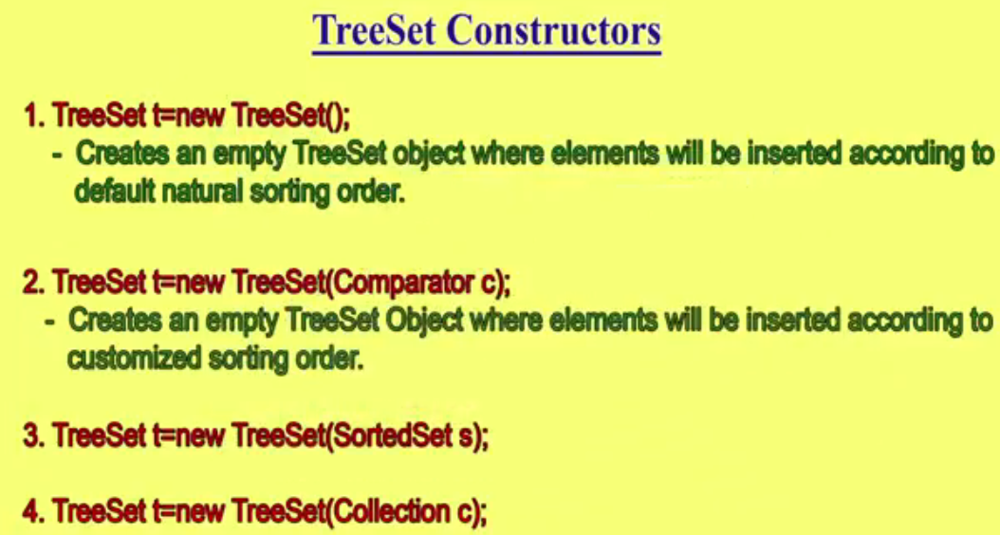 TreeSet Constructors
1. TreeSet t=new TreeSet();
- Creates an empty TreeSet object where elements will be inserted according to
default natural sorting order.
2. TreeSet t=new TreeSet(Comparator c);
- Creates an empty TreeSet Object where elements will be inserted according to
customized sorting order.
3. TreeSet t=new TreeSet(SortedSet s);
4. TreeSet t=new TreeSet(Collection c);